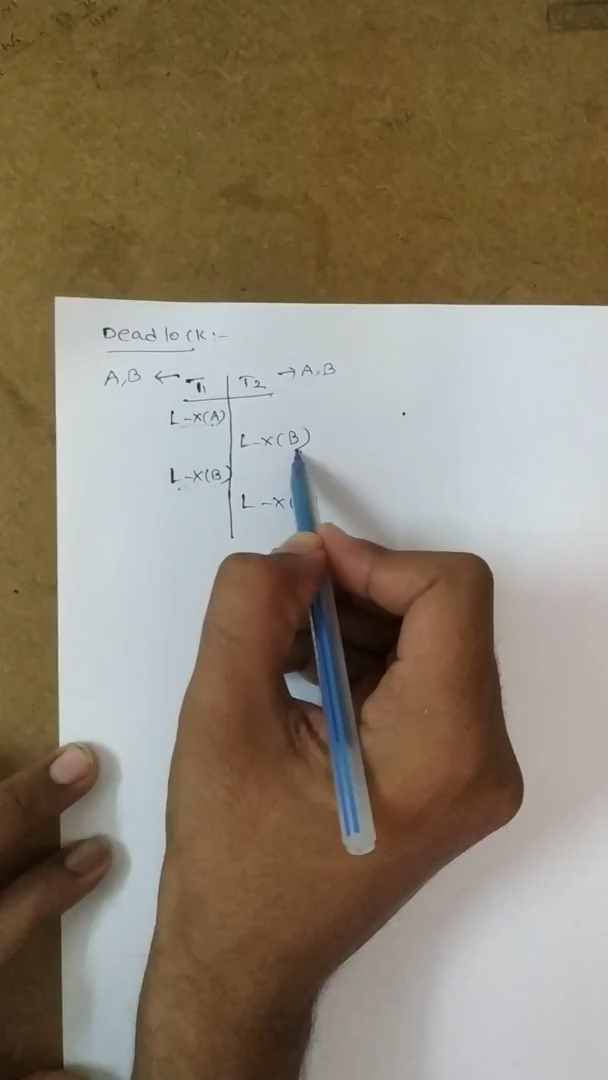 Deadlock:-
A,B ← T1 T2 → A,B
L-X(A)
L-X(B)
L-X(B)
L-X(